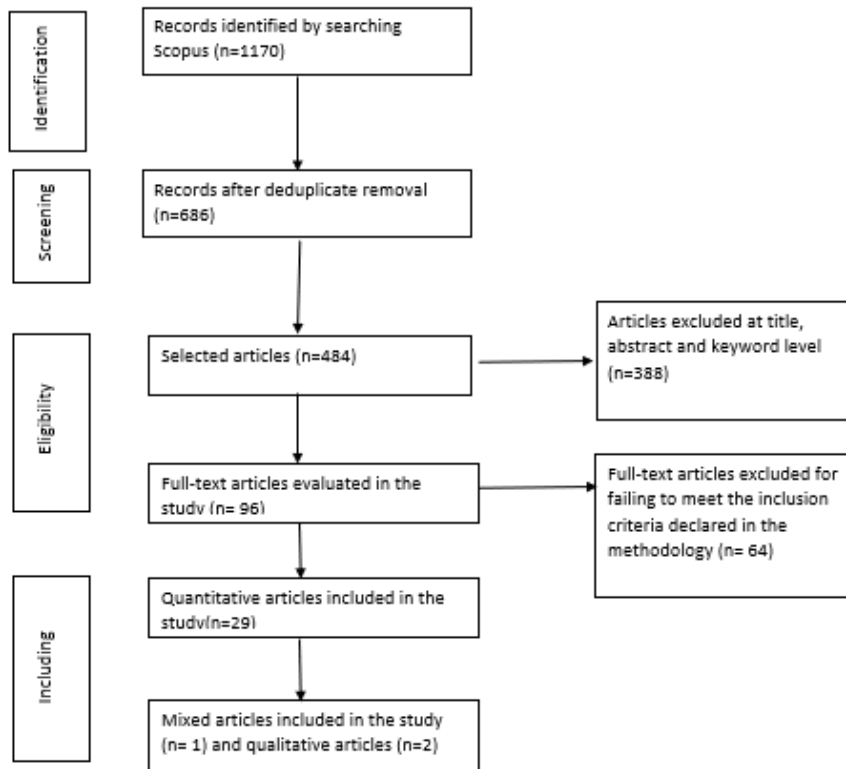 Identification
Records identified by searching
Scopus (n=1170)
Screening
Records after deduplicate removal
(n=686)
Eligibility
Selected articles (n=484)
Articles excluded at title,
abstract and keyword level
(n=388)
Full-text articles evaluated in the
study (n= 96)
Full-text articles excluded for
failing to meet the inclusion
criteria declared in the
methodology (n= 64)
Including
Quantitative articles included in the
study(n=29)
Mixed articles included in the study
(n= 1) and qualitative articles (n=2)